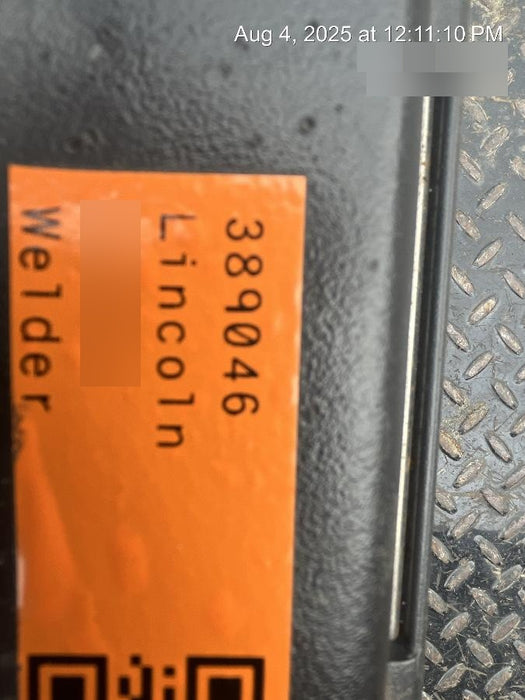 Aug 4, 2025 at 12:11:10 PM
389046
Lincoln
Welder